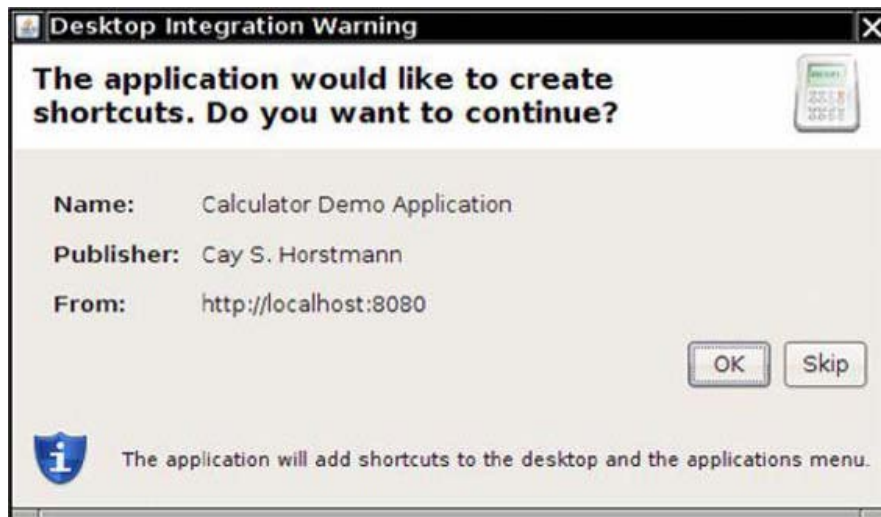 Desktop Integration Warning
The application would like to create
shortcuts. Do you want to continue?
Name: Calculator Demo Application
Publisher: Cay S. Horstmann
From: http://localhost:8080
OK Skip
The application will add shortcuts to the desktop and the applications menu.